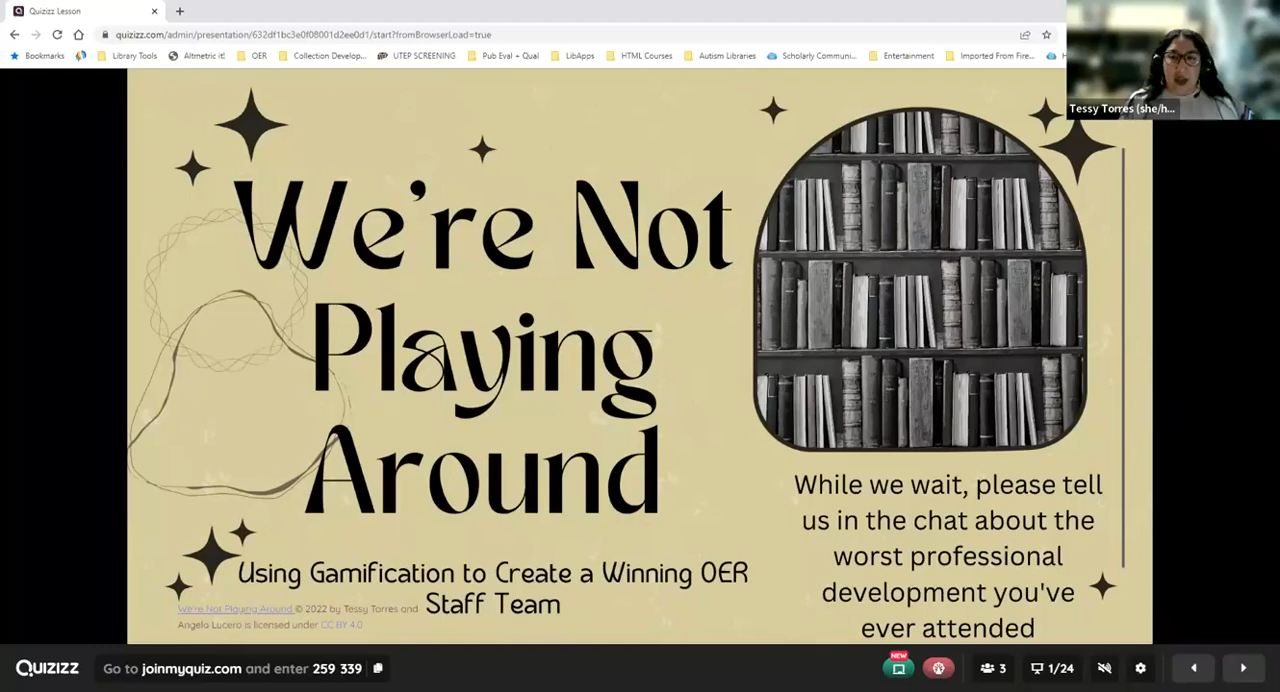 Quizizz Lesson
quizizz.com/admin/presentation/632df1bc3e0f08001d2ee0d1/start?fromBrowserLoad=true
Bookmarks Library Tools Altmetric it! OER Collection Develop... UTEP SCREENING Pub Eval + Qual LibApps HTML Courses Autism Libraries Scholarly Communi... Entertainment Imported From Fire...
Tessy Torres (she/h...
We're Not
Playing
Around
Using Gamification to Create a Winning OER
Staff Team
We're Not Playing Around © 2022 by Tessy Torres and
Angela Lucero is licensed under CC BY 4.0
While we wait, please tell
us in the chat about the
worst professional
development you've
ever attended
QUIZIZZ Go to joinmyquiz.com and enter 259 339
NEW
3
1/24